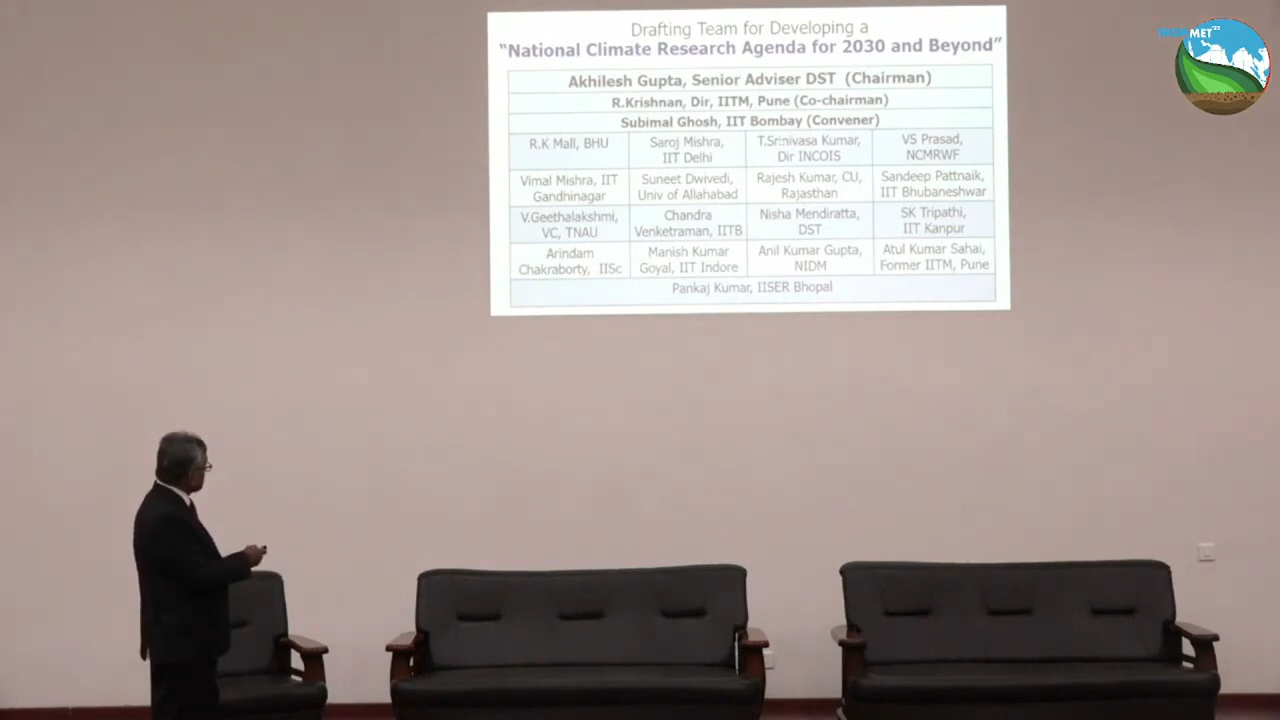 Drafting Team for Developing a
"National Climate Research Agenda for 2030 and Beyond"
Akhilesh Gupta, Senior Adviser DST (Chairman)
R.Krishnan, Dir, IITM, Pune (Co-chairman)
Subimal Ghosh, IIT Bombay (Convener)
R.K Mall, BHU
Saroj Mishra,
IIT Delhi
T.Srinivasa Kumar,
Dir INCOIS
VS Prasad,
NCMRWF
Vimal Mishra, IIT
Gandhinagar
Suneet Dwivedi,
Univ of Allahabad
Rajesh Kumar, CU,
Rajasthan
Sandeep Pattnaik,
IIT Bhubaneshwar
V.Geethalakshmi,
VC, TNAU
Chandra
Venketraman, IITB
Nisha Mendiratta,
DST
SK Tripathi,
IIT Kanpur
Arindam
Chakraborty, IISc
Manish Kumar
Goyal, IIT Indore
Anil Kumar Gupta,
NIDM
Atul Kumar Sahai,
Former IITM, Pune
Pankaj Kumar, IISER Bhopal